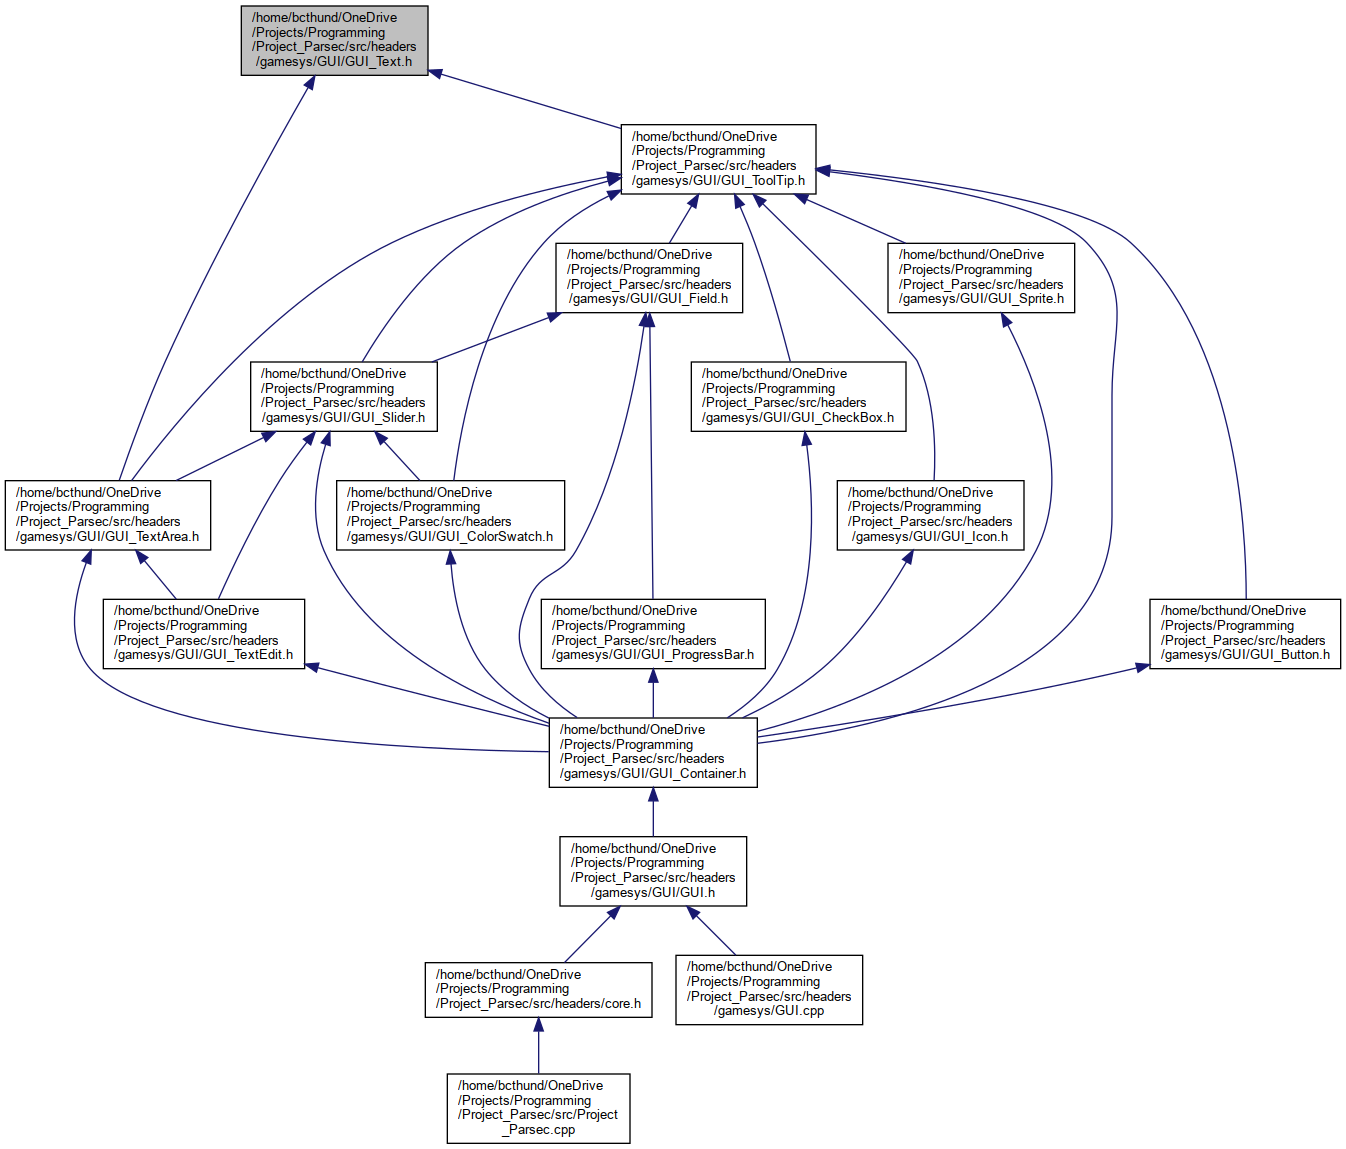 /home/bcthund/OneDrive
/Projects/Programming
/Project_Parsec/src/headers
/gamesys/GUI/GUI_Text.h
/home/bcthund/OneDrive
/Projects/Programming
/Project_Parsec/src/headers
/gamesys/GUI/GUI_ToolTip.h
/home/bcthund/OneDrive
/Projects/Programming
/Project_Parsec/src/headers
/gamesys/GUI/GUI_Field.h
/home/bcthund/OneDrive
/Projects/Programming
/Project_Parsec/src/headers
/gamesys/GUI/GUI_Sprite.h
/home/bcthund/OneDrive
/Projects/Programming
/Project_Parsec/src/headers
/gamesys/GUI/GUI_Slider.h
/home/bcthund/OneDrive
/Projects/Programming
/Project_Parsec/src/headers
/gamesys/GUI/GUI_CheckBox.h
/home/bcthund/OneDrive
/Projects/Programming
/Project_Parsec/src/headers
/gamesys/GUI/GUI_TextArea.h
/home/bcthund/OneDrive
/Projects/Programming
/Project_Parsec/src/headers
/gamesys/GUI/GUI_ColorSwatch.h
/home/bcthund/OneDrive
/Projects/Programming
/Project_Parsec/src/headers
/gamesys/GUI/GUI_Icon.h
/home/bcthund/OneDrive
/Projects/Programming
/Project_Parsec/src/headers
/gamesys/GUI/GUI_TextEdit.h
/home/bcthund/OneDrive
/Projects/Programming
/Project_Parsec/src/headers
/gamesys/GUI/GUI_ProgressBar.h
/home/bcthund/OneDrive
/Projects/Programming
/Project_Parsec/src/headers
/gamesys/GUI/GUI_Button.h
/home/bcthund/OneDrive
/Projects/Programming
/Project_Parsec/src/headers
/gamesys/GUI/GUI_Container.h
/home/bcthund/OneDrive
/Projects/Programming
/Project_Parsec/src/headers
/gamesys/GUI/GUI.h
/home/bcthund/OneDrive
/Projects/Programming
/Project_Parsec/src/headers/core.h
/home/bcthund/OneDrive
/Projects/Programming
/Project_Parsec/src/headers
/gamesys/GUI.cpp
/home/bcthund/OneDrive
/Projects/Programming
/Project_Parsec/src/Project
_Parsec.cpp